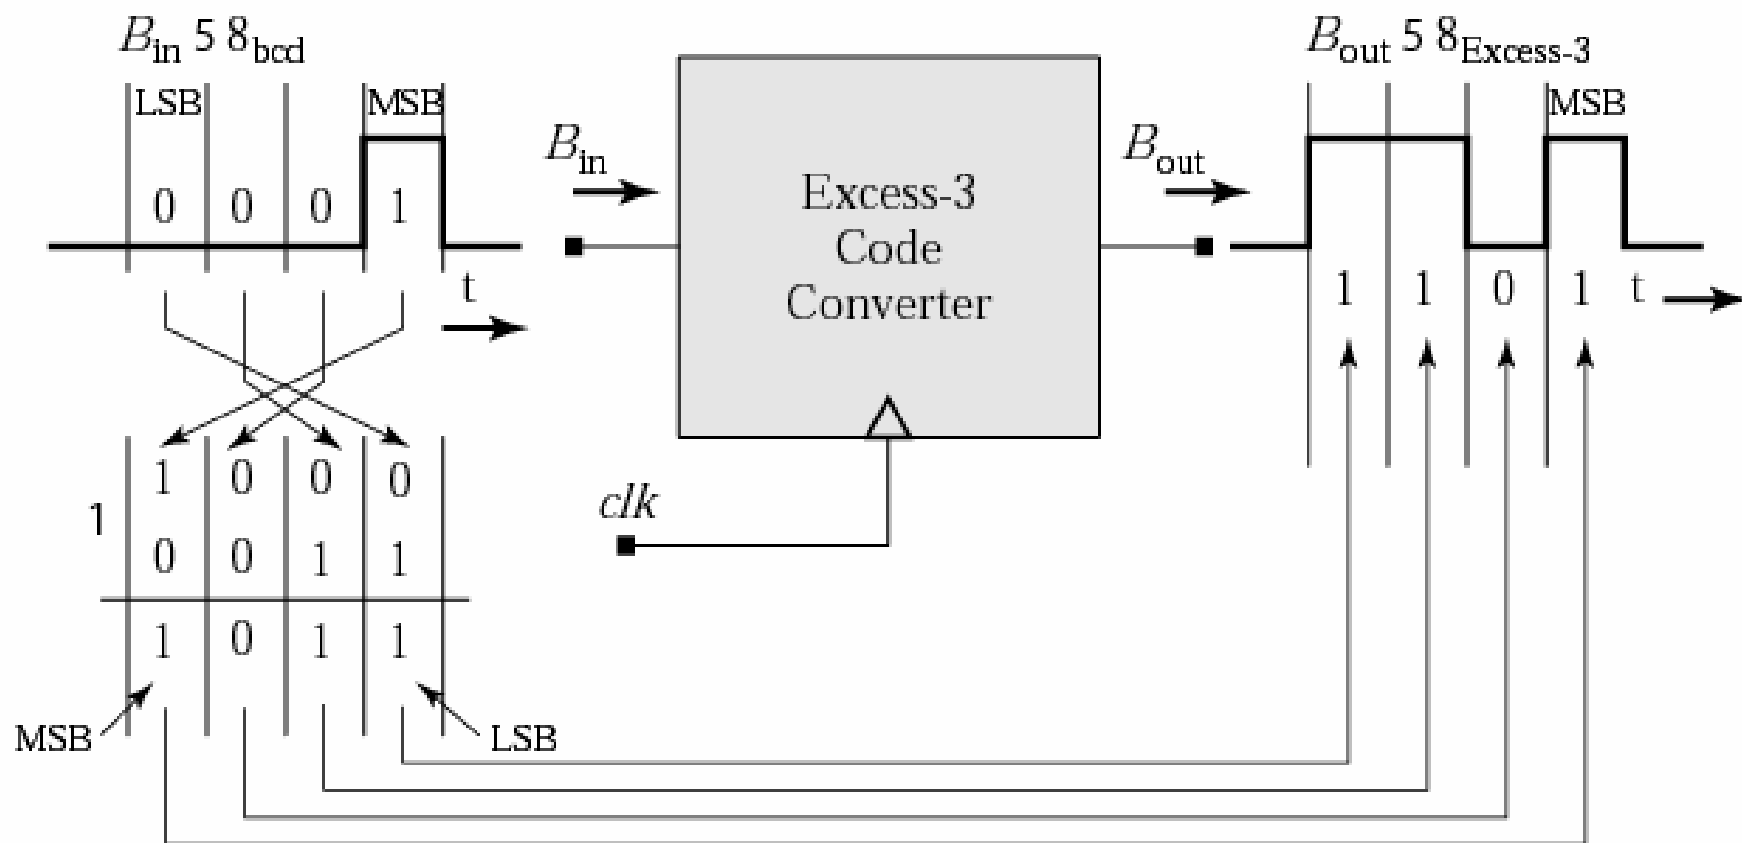 B_in 5 8_bcd
B_out 5 8_Excess-3
LSB MSB
MSB
B_in
B_out
0 0 0 1
Excess-3
Code
Converter
t
1 1 0 1 t
1 0 0 0
1
clk
0 0 1 1
1 0 1 1
MSB
LSB